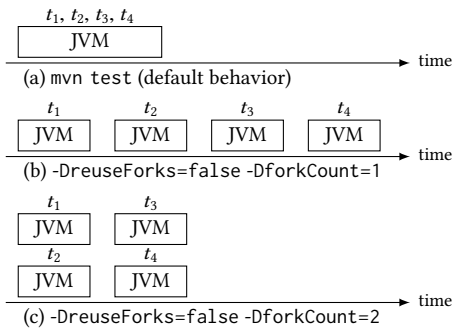 t1, t2, t3, t4
JVM
time
(a) mvn test (default behavior)
t1 t2 t3 t4
JVM JVM JVM JVM
time
(b) -DreuseForks=false -DforkCount=1
t1 t3
JVM JVM
t2 t4
JVM JVM
time
(c) -DreuseForks=false -DforkCount=2